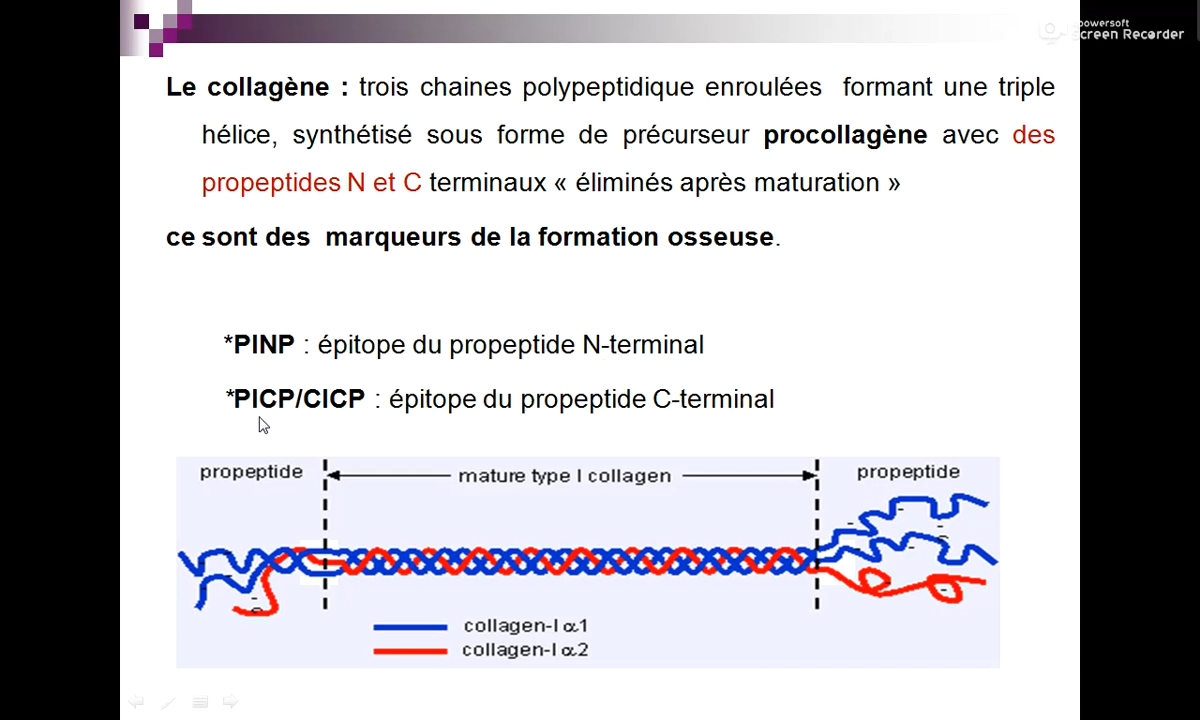 powersoft
Screen Recorder
Le collagène : trois chaines polypeptidique enroulées formant une triple
hélice, synthétisé sous forme de précurseur procollagène avec des
propeptides N et C terminaux « éliminés après maturation »
ce sont des marqueurs de la formation osseuse.
*PINP : épitope du propeptide N-terminal
*PICP/CICP : épitope du propeptide C-terminal
propeptide mature type I collagen propeptide
collagen-I α1
collagen-I α2